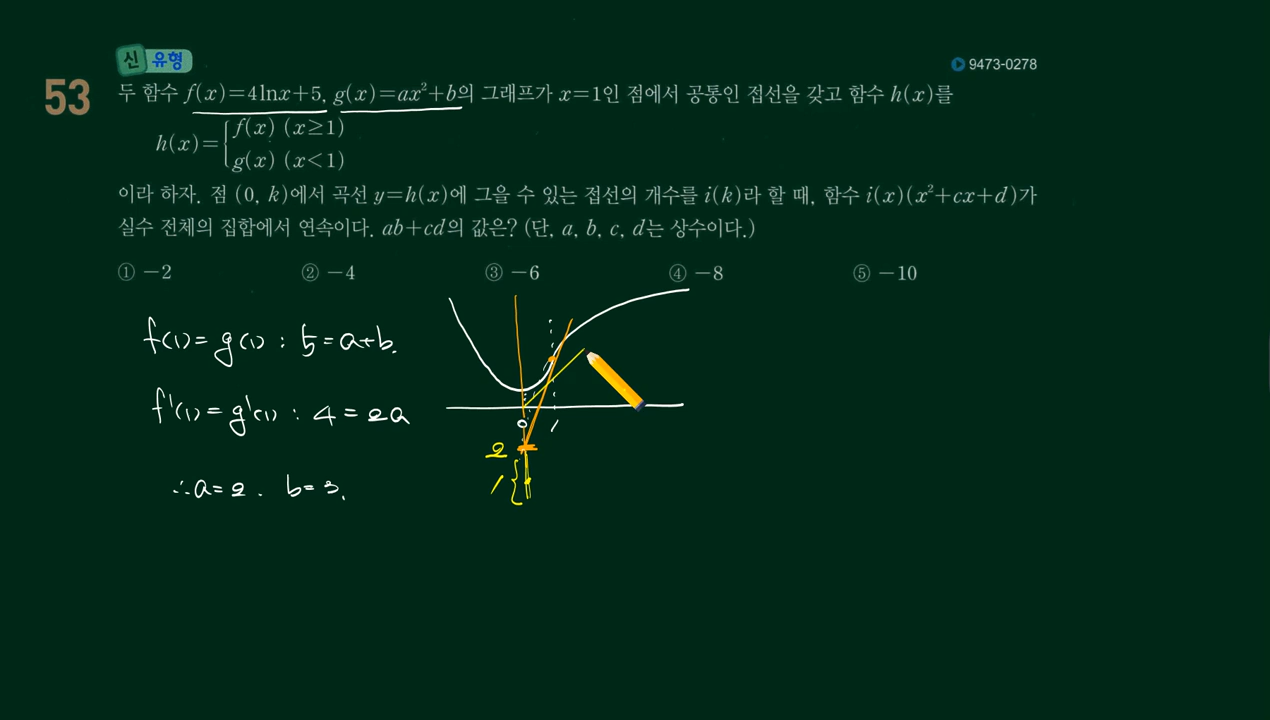 신 유형
9473-0278
53
두 함수 f(x)=4lnx+5, g(x)=ax²+b의 그래프가 x=1인 점에서 공통인 접선을 갖고 함수 h(x)를
h(x)={f(x) (x≥1)
g(x) (x<1)
이라 하자. 점 (0, k)에서 곡선 y=h(x)에 그을 수 있는 접선의 개수를 i(k)라 할 때, 함수 i(x)(x²+cx+d)가
실수 전체의 집합에서 연속이다. ab+cd의 값은? (단, a, b, c, d는 상수이다.)
① −2 ② −4 ③ −6 ④ −8 ⑤ −10
f(1)=g(1) : 5=a+b.
f'(1)=g'(1) : 4=2a
∴a=2. b=3.
0
1
2
1